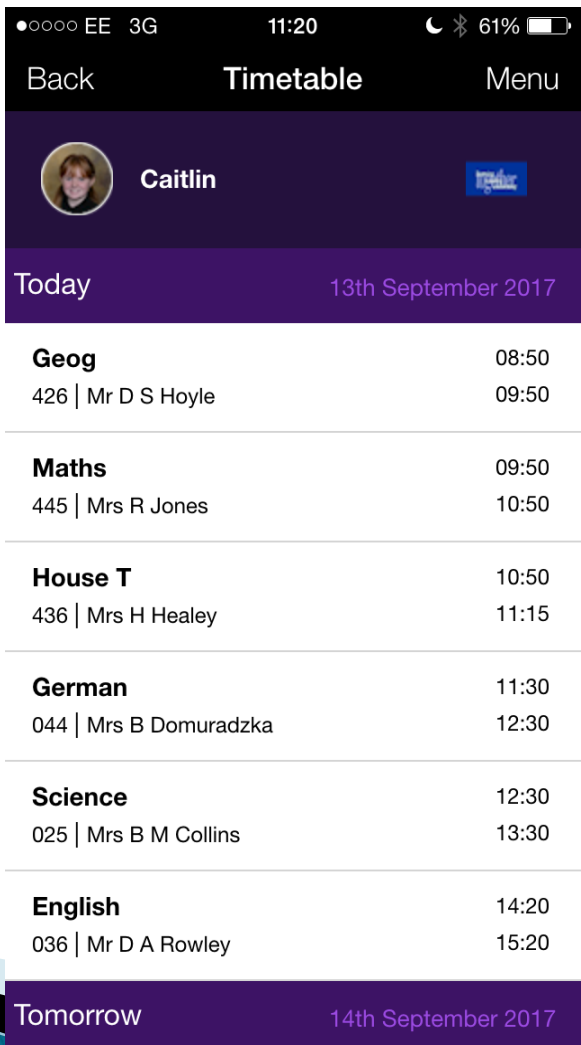 EE 3G 11:20 61%
Back Timetable Menu
Caitlin
Today 13th September 2017
Geog 08:50
426 | Mr D S Hoyle 09:50
Maths 09:50
445 | Mrs R Jones 10:50
House T 10:50
436 | Mrs H Healey 11:15
German 11:30
044 | Mrs B Domuradzka 12:30
Science 12:30
025 | Mrs B M Collins 13:30
English 14:20
036 | Mr D A Rowley 15:20
Tomorrow 14th September 2017